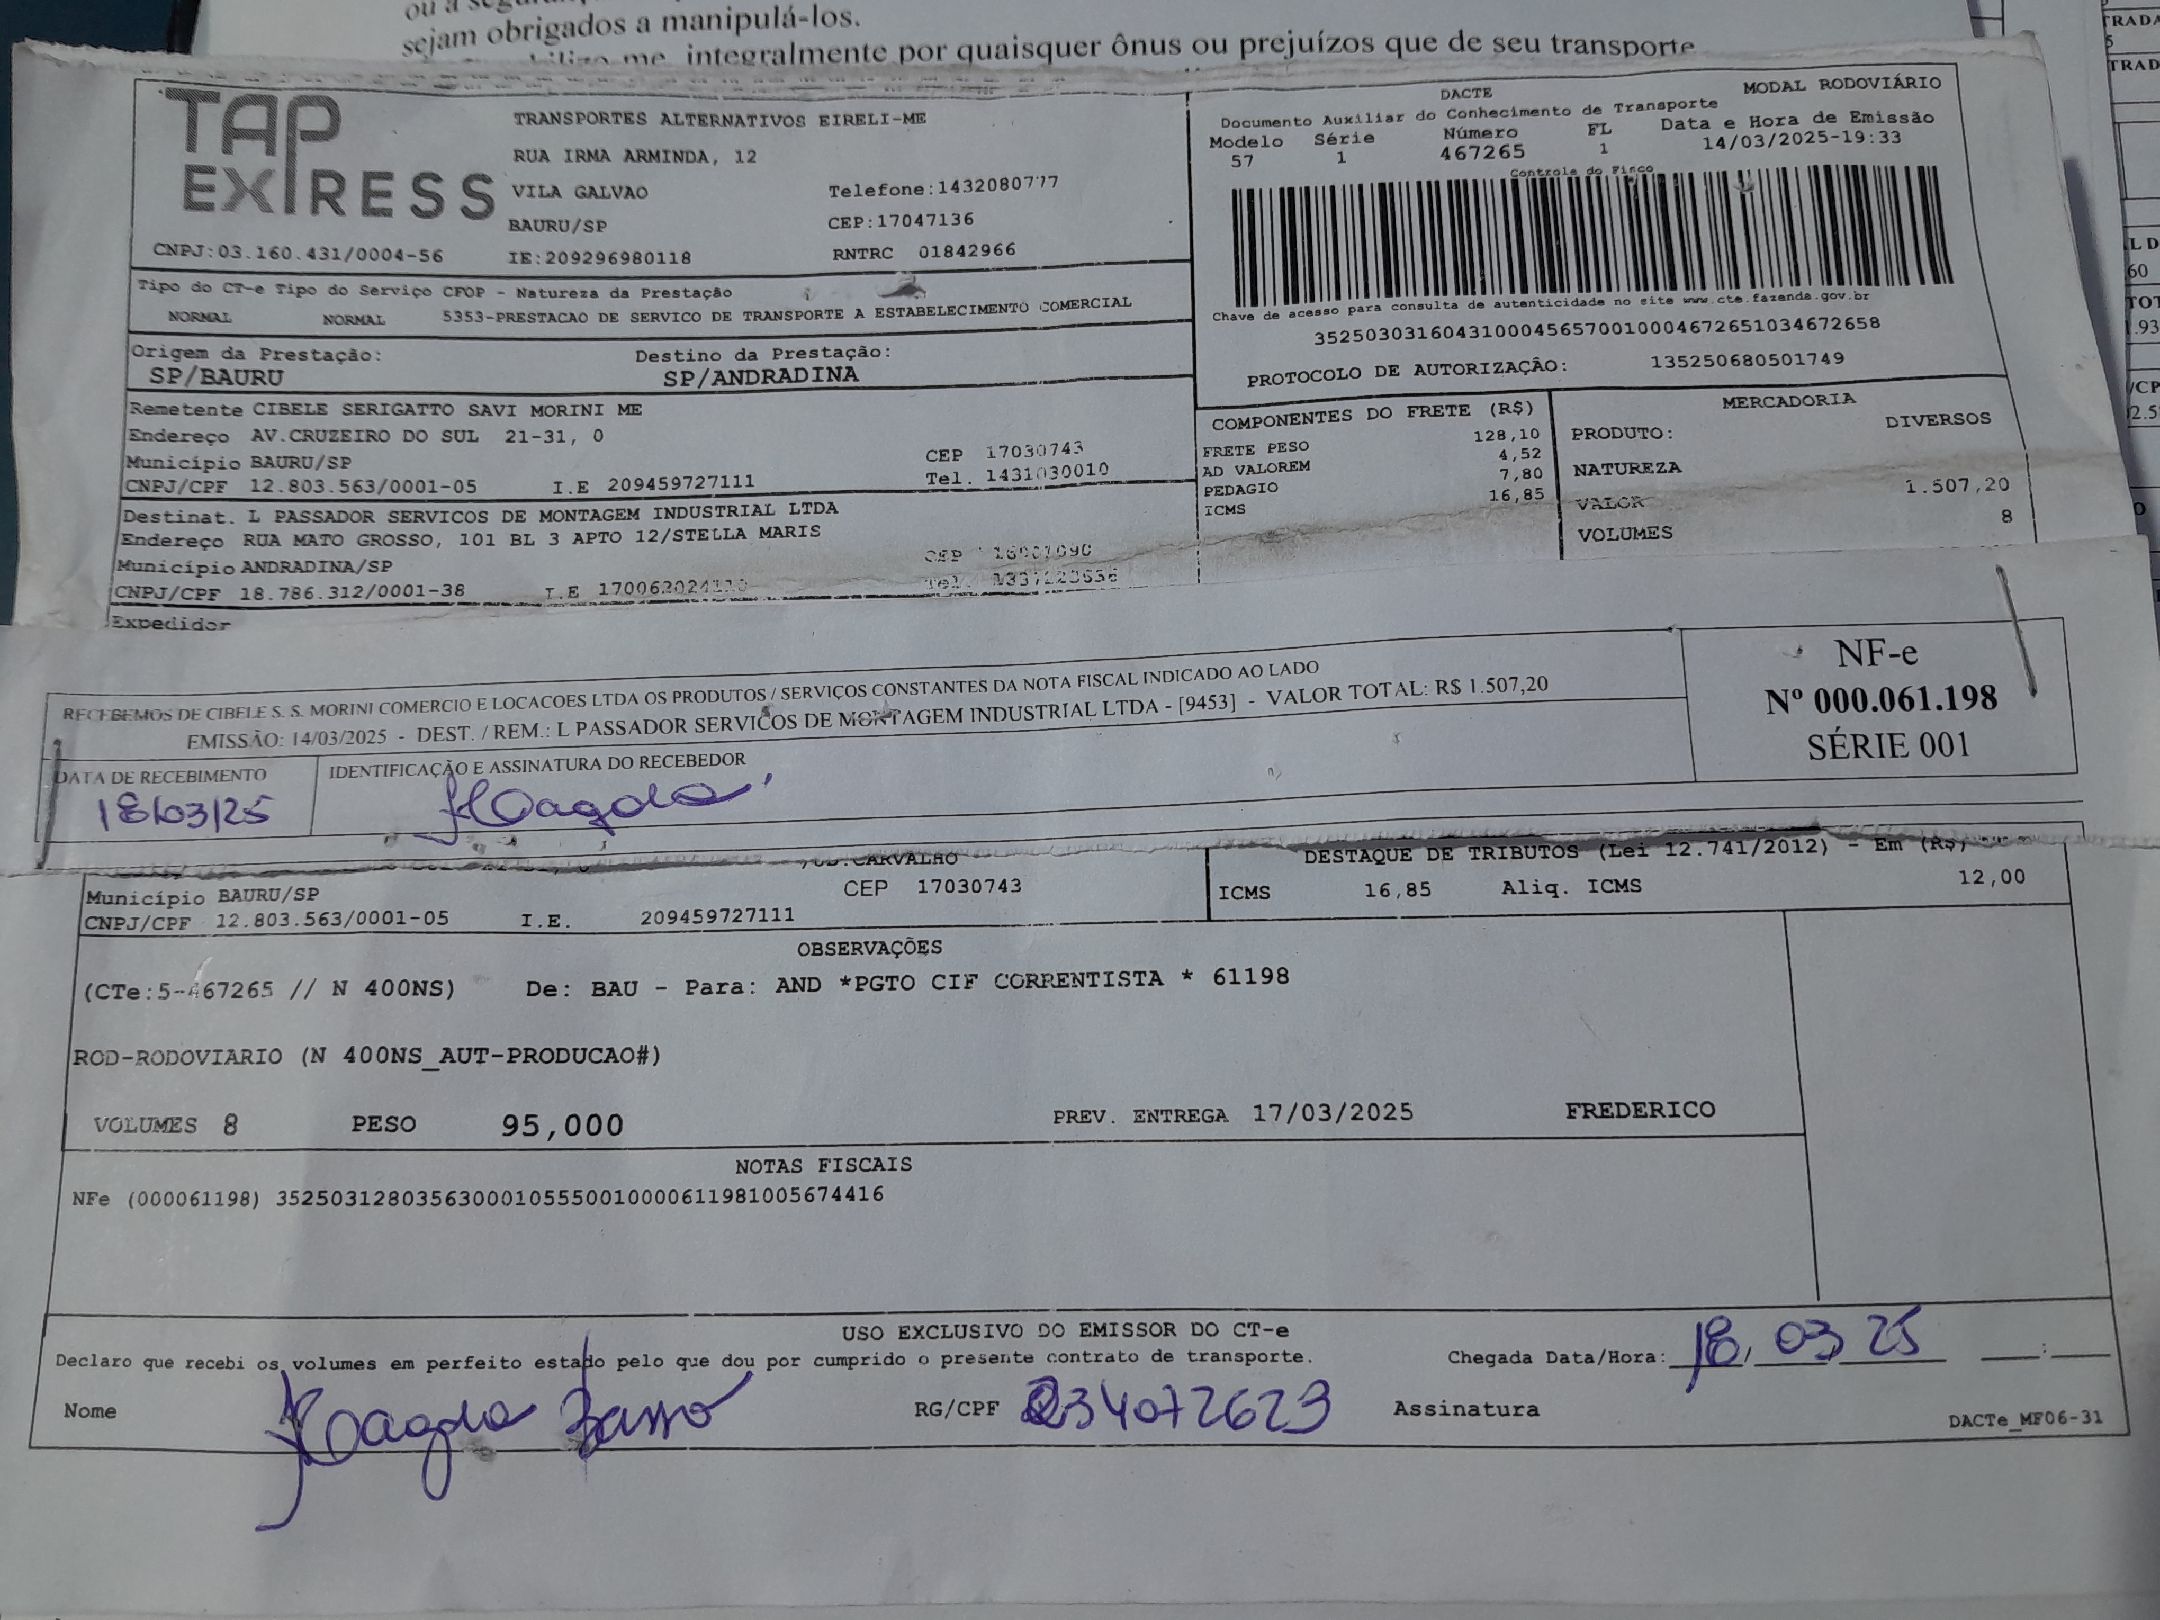 sejam obrigados a manipulá-los.
me, integralmente por quaisquer ônus ou prejuízos que de seu transporte
TAP
EXPRESS
TRANSPORTES ALTERNATIVOS EIRELI-ME
RUA IRMA ARMINDA, 12
VILA GALVAO Telefone:1432080777
BAURU/SP CEP:17047136
CNPJ:03.160.431/0004-56 IE:209296980118 RNTRC 01842966
DACTE MODAL RODOVIÁRIO
Documento Auxiliar do Conhecimento de Transporte
Modelo Série Número FL Data e Hora de Emissão
57 1 467265 1 14/03/2025-19:33
Controle do Fisco
Chave de acesso para consulta de autenticidade no site www.cte.fazenda.gov.br
35250303160431000456570010004672651034672658
PROTOCOLO DE AUTORIZAÇÃO: 135250680501749
Tipo do CT-e Tipo do Serviço CFOP - Natureza da Prestação
NORMAL NORMAL 5353-PRESTACAO DE SERVICO DE TRANSPORTE A ESTABELECIMENTO COMERCIAL
Origem da Prestação: Destino da Prestação:
SP/BAURU SP/ANDRADINA
Remetente CIBELE SERIGATTO SAVI MORINI ME
Endereço AV.CRUZEIRO DO SUL 21-31, 0
Município BAURU/SP CEP 17030743
CNPJ/CPF 12.803.563/0001-05 I.E 209459727111 Tel. 1431030010
Destinat. L PASSADOR SERVICOS DE MONTAGEM INDUSTRIAL LTDA
Endereço RUA MATO GROSSO, 101 BL 3 APTO 12/STELLA MARIS
Município ANDRADINA/SP CEP
CNPJ/CPF 18.786.312/0001-38 I.E Tel.
Expedidor
COMPONENTES DO FRETE (R$)
FRETE PESO 128,10
AD VALOREM 4,52
PEDAGIO 7,80
ICMS 16,85
MERCADORIA
PRODUTO: DIVERSOS
NATUREZA
VALOR 1.507,20
VOLUMES 8
RECEBEMOS DE CIBELE S. S. MORINI COMERCIO E LOCACOES LTDA OS PRODUTOS / SERVIÇOS CONSTANTES DA NOTA FISCAL INDICADO AO LADO
EMISSÃO: 14/03/2025 - DEST. / REM.: L PASSADOR SERVICOS DE MONTAGEM INDUSTRIAL LTDA - [9453] - VALOR TOTAL: R$ 1.507,20
NF-e
Nº 000.061.198
SÉRIE 001
DATA DE RECEBIMENTO IDENTIFICAÇÃO E ASSINATURA DO RECEBEDOR
18/03/25 Magda
CARVALHO
Município BAURU/SP CEP 17030743
CNPJ/CPF 12.803.563/0001-05 I.E. 209459727111
DESTAQUE DE TRIBUTOS (Lei 12.741/2012) - Em (R$)
ICMS 16,85 Aliq. ICMS 12,00
OBSERVAÇÕES
(CTe:5-467265 // N 400NS) De: BAU - Para: AND *PGTO CIF CORRENTISTA * 61198
ROD-RODOVIARIO (N 400NS_AUT-PRODUCAO#)
VOLUMES 8 PESO 95,000 PREV. ENTREGA 17/03/2025 FREDERICO
NOTAS FISCAIS
NFe (000061198) 35250312803563000105550010000611981005674416
USO EXCLUSIVO DO EMISSOR DO CT-e
Declaro que recebi os volumes em perfeito estado pelo que dou por cumprido o presente contrato de transporte. Chegada Data/Hora: 18/03/25 :
Nome Magda RG/CPF 234072623 Assinatura
DACTe_MF06-31